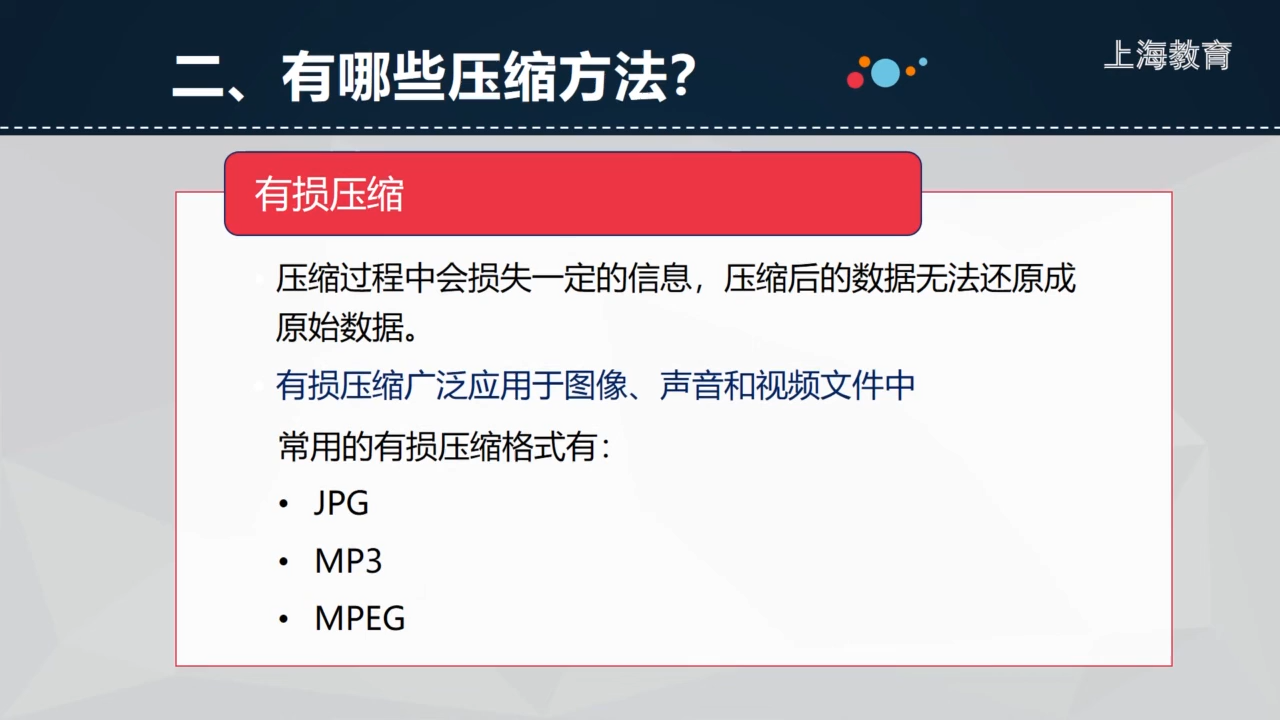 二、有哪些压缩方法？
上海教育
有损压缩
压缩过程中会损失一定的信息，压缩后的数据无法还原成
原始数据。
有损压缩广泛应用于图像、声音和视频文件中
常用的有损压缩格式有：
• JPG
• MP3
• MPEG